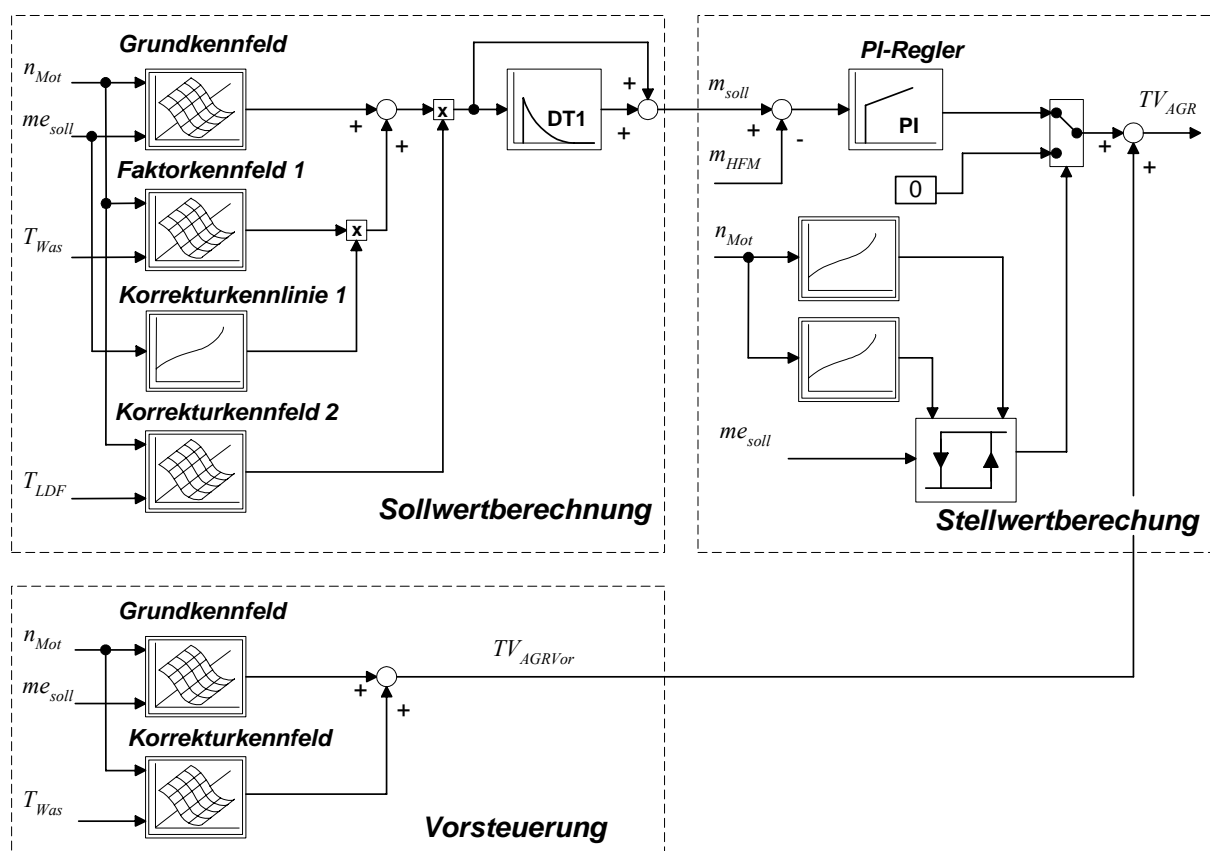 Grundkennfeld
n_Mot
me_soll
Faktorkennfeld 1
T_Was
Korrekturkennlinie 1
Korrekturkennfeld 2
T_LDF
+
+
x
x
DT1
+
+
Sollwertberechnung
PI-Regler
m_soll
m_HFM
+
-
PI
0
TV_AGR
+
+
n_Mot
me_soll
Stellwertberechung
Grundkennfeld
n_Mot
me_soll
Korrekturkennfeld
T_Was
+
+
TV_AGRVor
Vorsteuerung